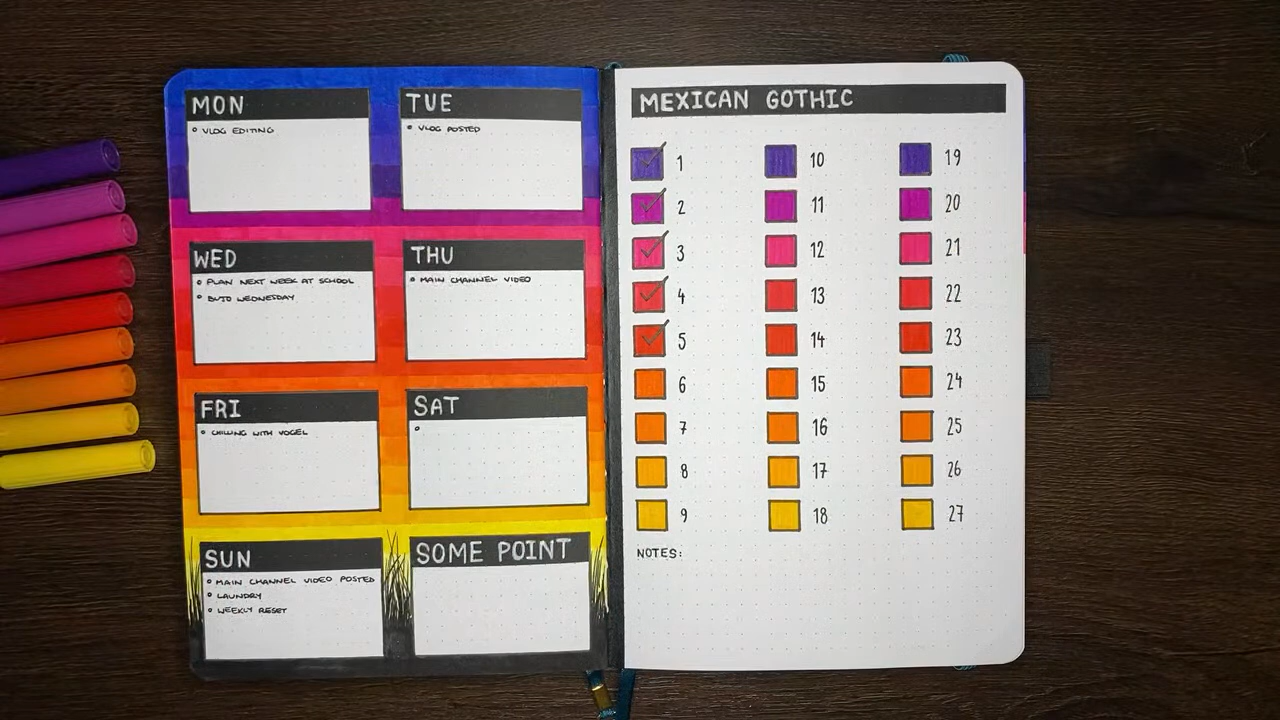 MON
VLOG EDITING
TUE
VLOG POSTED
WED
PLAN NEXT WEEK AT SCHOOL
BUJO WEDNESDAY
THU
MAIN CHANNEL VIDEO
FRI
CHILLING WITH VOGEL
SAT
SUN
MAIN CHANNEL VIDEO POSTED
LAUNDRY
WEEKLY RESET
SOME POINT
MEXICAN GOTHIC
1 10 19
2 11 20
3 12 21
4 13 22
5 14 23
6 15 24
7 16 25
8 17 26
9 18 27
NOTES: